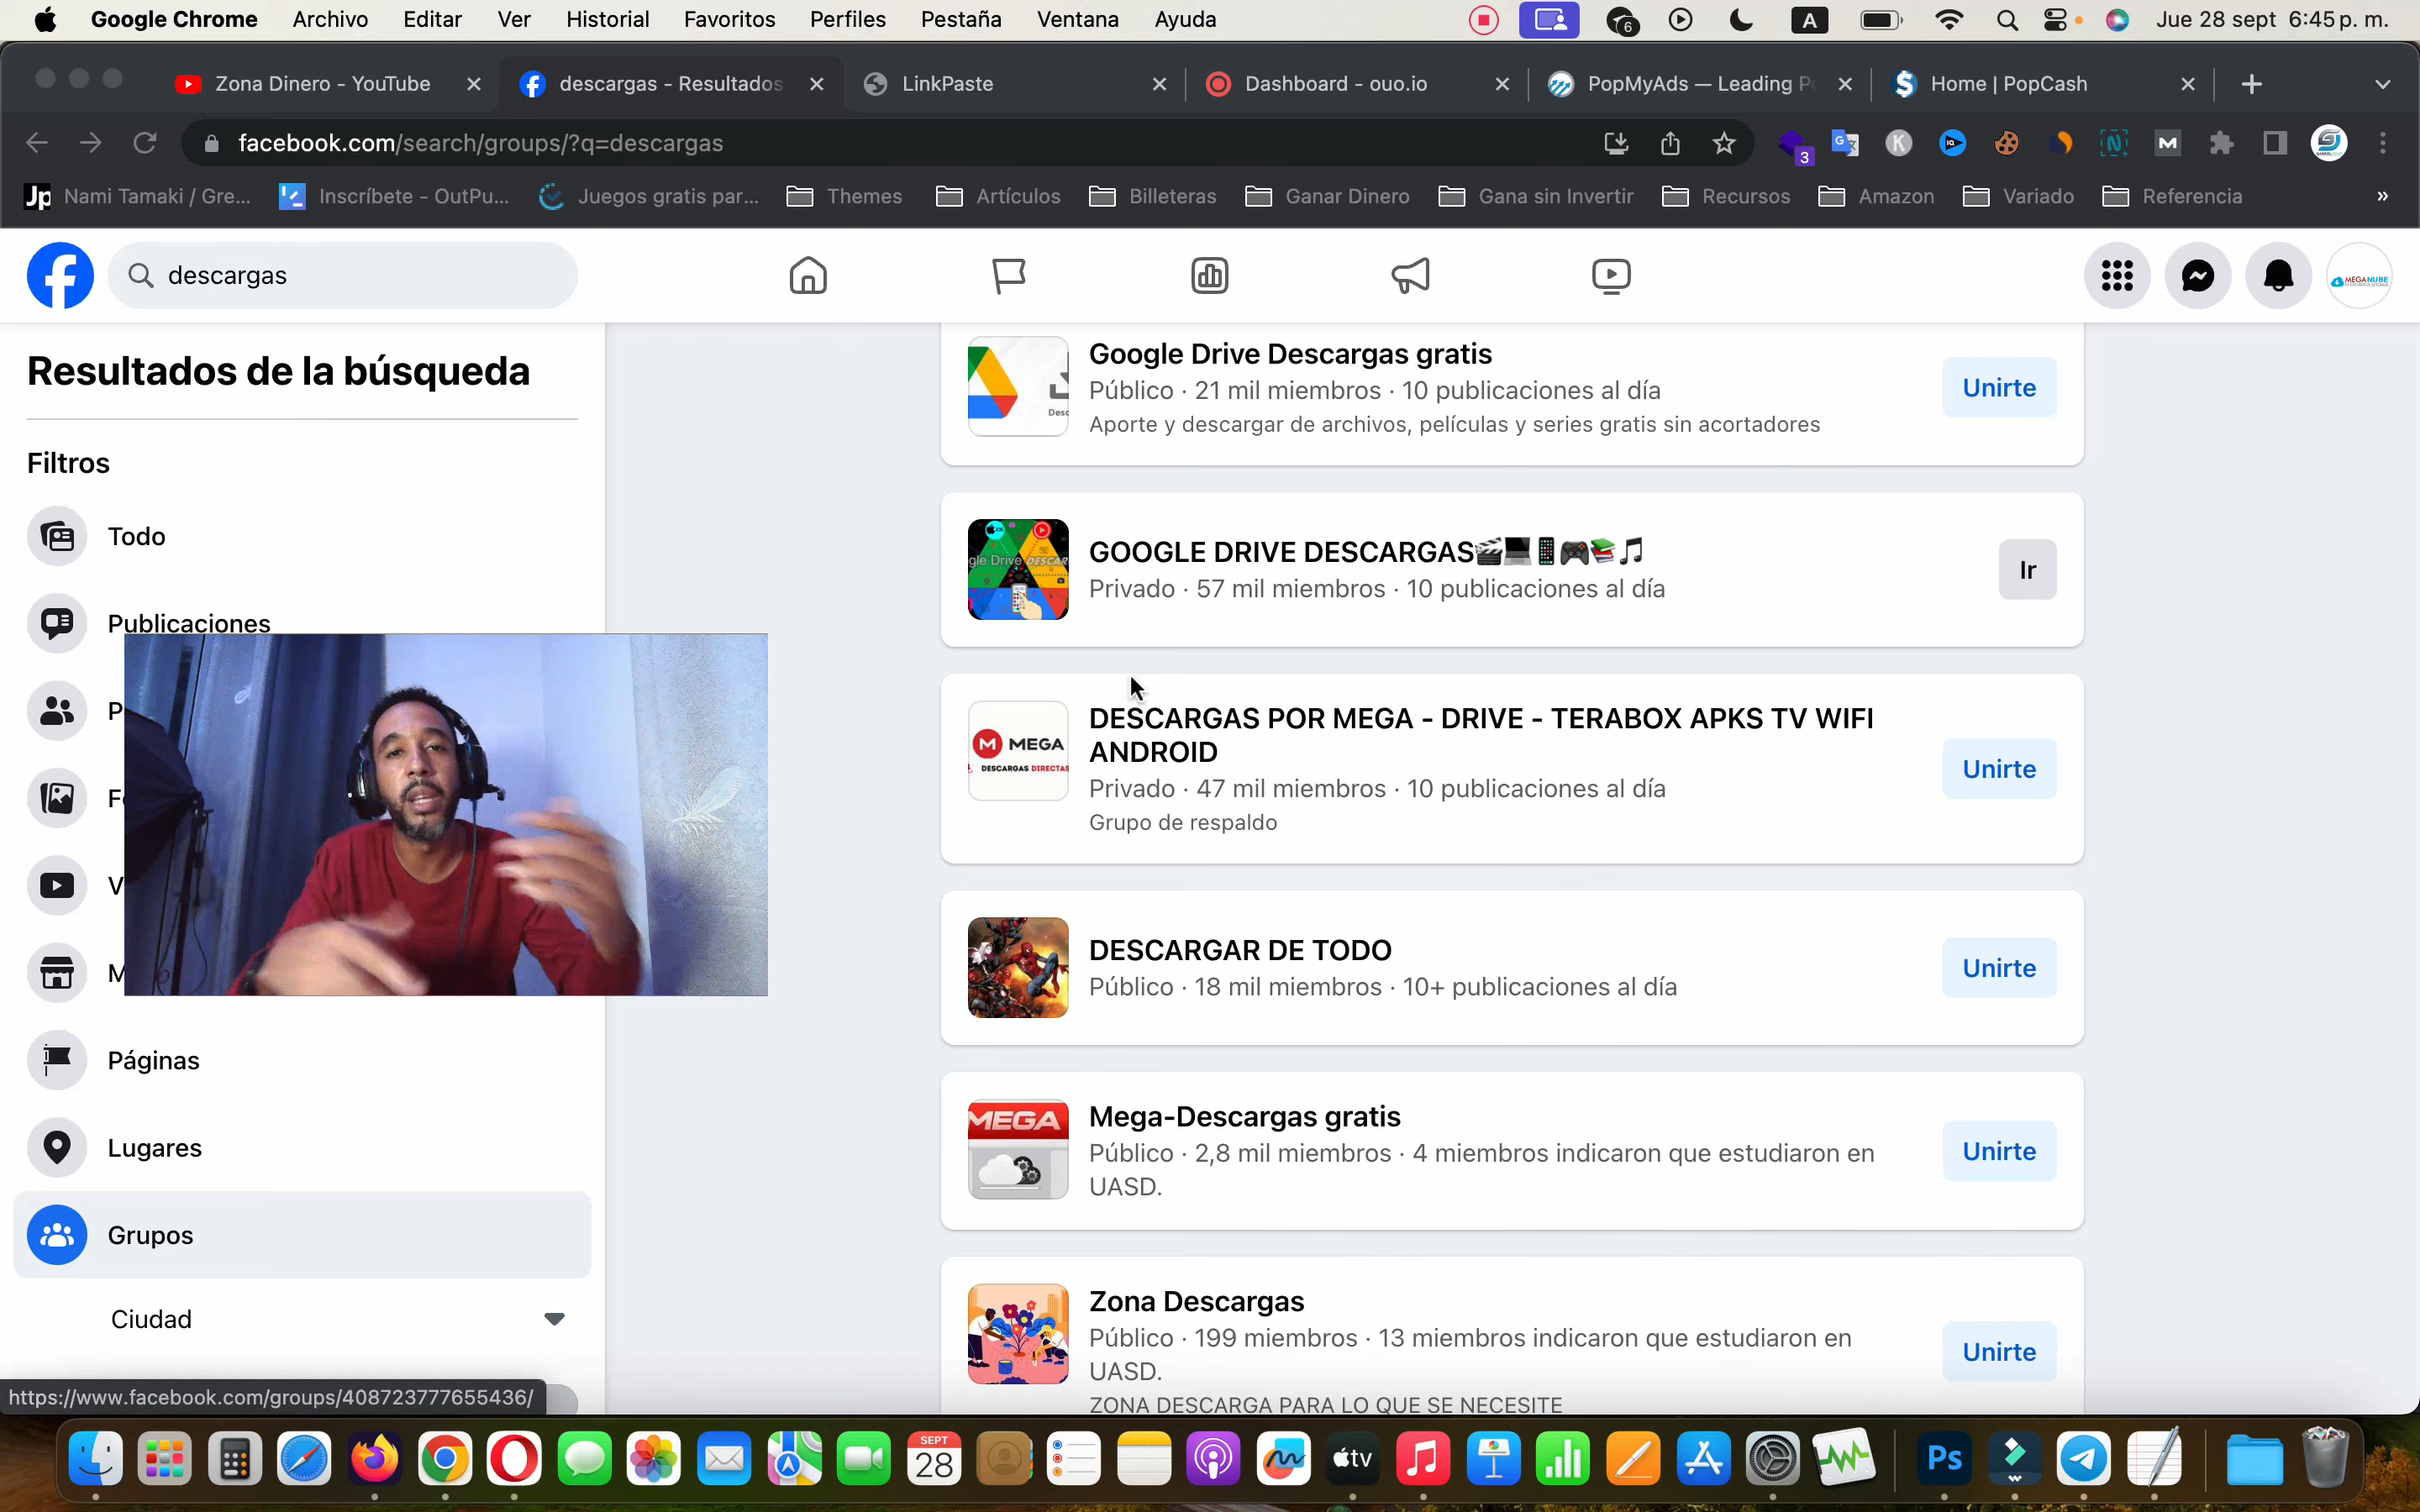 Google Chrome Archivo Editar Ver Historial Favoritos Perfiles Pestaña Ventana Ayuda 6 A Jue 28 sept 6:45 p. m.
Zona Dinero - YouTube descargas - Resultados LinkPaste Dashboard - ouo.io PopMyAds — Leading P Home | PopCash
facebook.com/search/groups/?q=descargas 3
Jp Nami Tamaki / Gre... Inscríbete - OutPu... Juegos gratis par... Themes Artículos Billeteras Ganar Dinero Gana sin Invertir Recursos Amazon Variado Referencia »
descargas MEGANUBE
Resultados de la búsqueda
Filtros
Todo
Publicaciones
P
F
V
M
Páginas
Lugares
Grupos
Ciudad
https://www.facebook.com/groups/408723777655436/
Google Drive Descargas gratis
Público · 21 mil miembros · 10 publicaciones al día
Aporte y descargar de archivos, películas y series gratis sin acortadores
Unirte
GOOGLE DRIVE DESCARGAS🎬💻📱🎮📚🎵
Privado · 57 mil miembros · 10 publicaciones al día
Ir
MEGA
DESCARGAS DIRECTAS
DESCARGAS POR MEGA - DRIVE - TERABOX APKS TV WIFI
ANDROID
Privado · 47 mil miembros · 10 publicaciones al día
Grupo de respaldo
Unirte
DESCARGAR DE TODO
Público · 18 mil miembros · 10+ publicaciones al día
Unirte
MEGA
Mega-Descargas gratis
Público · 2,8 mil miembros · 4 miembros indicaron que estudiaron en
UASD.
Unirte
Zona Descargas
Público · 199 miembros · 13 miembros indicaron que estudiaron en
UASD.
ZONA DESCARGA PARA LO QUE SE NECESITE
Unirte
SEPT
28
tv
Ps